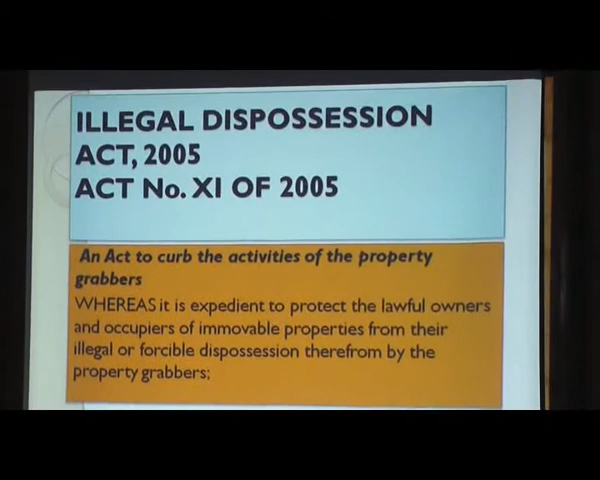 ILLEGAL DISPOSSESSION
ACT, 2005
ACT No. XI OF 2005
An Act to curb the activities of the property
grabbers
WHEREAS it is expedient to protect the lawful owners
and occupiers of immovable properties from their
illegal or forcible dispossession therefrom by the
property grabbers;